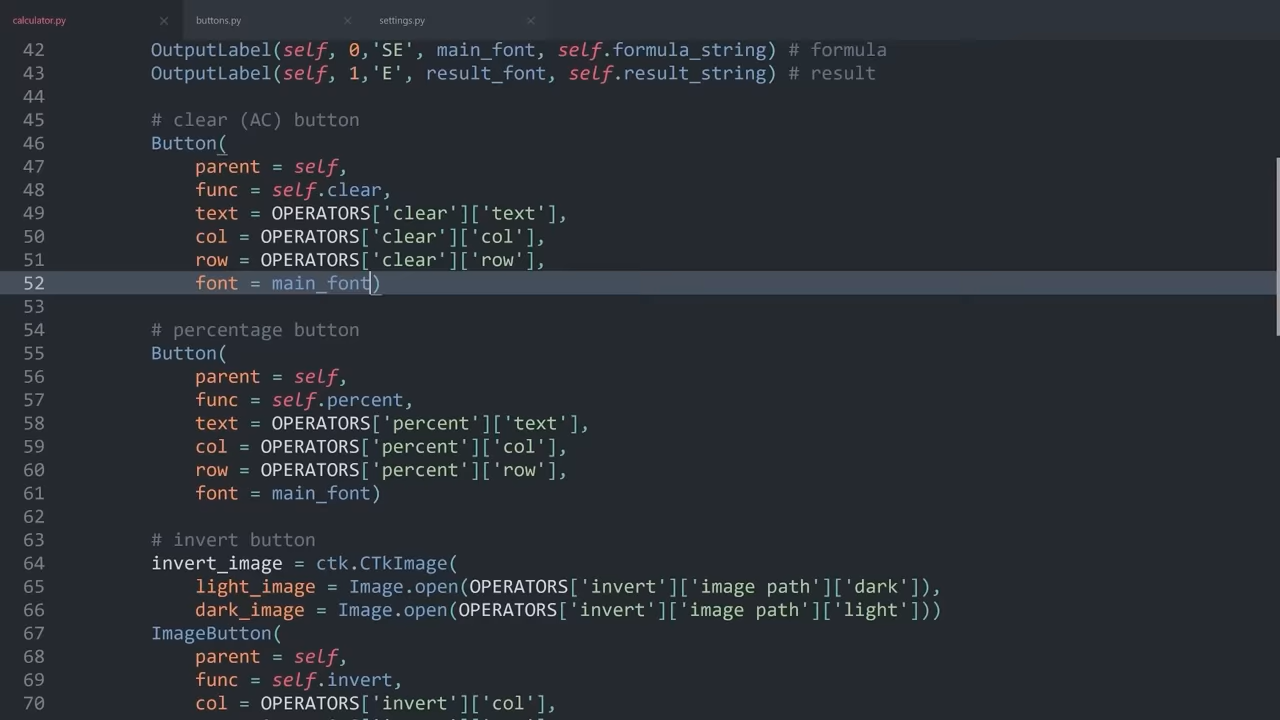 calculator.py × buttons.py × settings.py ×
42 OutputLabel(self, 0,'SE', main_font, self.formula_string) # formula
43 OutputLabel(self, 1,'E', result_font, self.result_string) # result
44
45 # clear (AC) button
46 Button(
47 parent = self,
48 func = self.clear,
49 text = OPERATORS['clear']['text'],
50 col = OPERATORS['clear']['col'],
51 row = OPERATORS['clear']['row'],
52 font = main_font)
53
54 # percentage button
55 Button(
56 parent = self,
57 func = self.percent,
58 text = OPERATORS['percent']['text'],
59 col = OPERATORS['percent']['col'],
60 row = OPERATORS['percent']['row'],
61 font = main_font)
62
63 # invert button
64 invert_image = ctk.CTkImage(
65 light_image = Image.open(OPERATORS['invert']['image path']['dark']),
66 dark_image = Image.open(OPERATORS['invert']['image path']['light']))
67 ImageButton(
68 parent = self,
69 func = self.invert,
70 col = OPERATORS['invert']['col'],